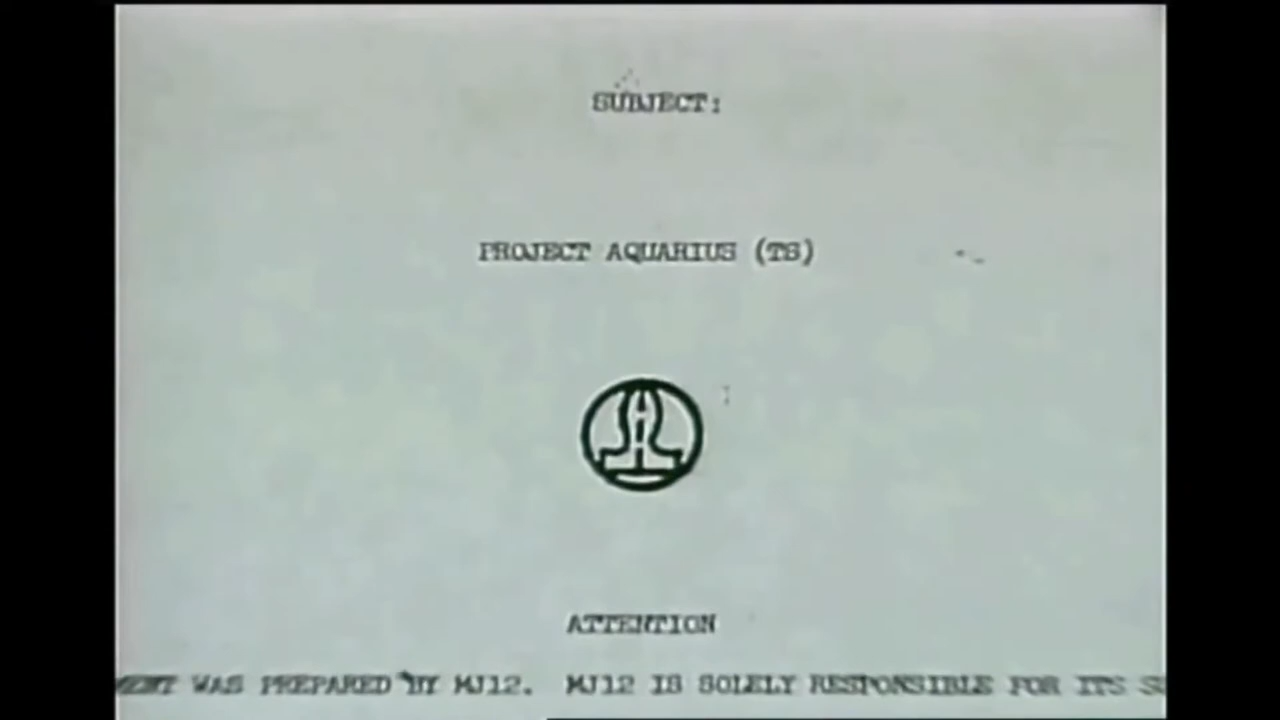 SUBJECT:
PROJECT AQUARIUS (TS)
ATTENTION
WAS PREPARED BY MJ12. MJ12 IS SOLELY RESPONSIBLE FOR ITS